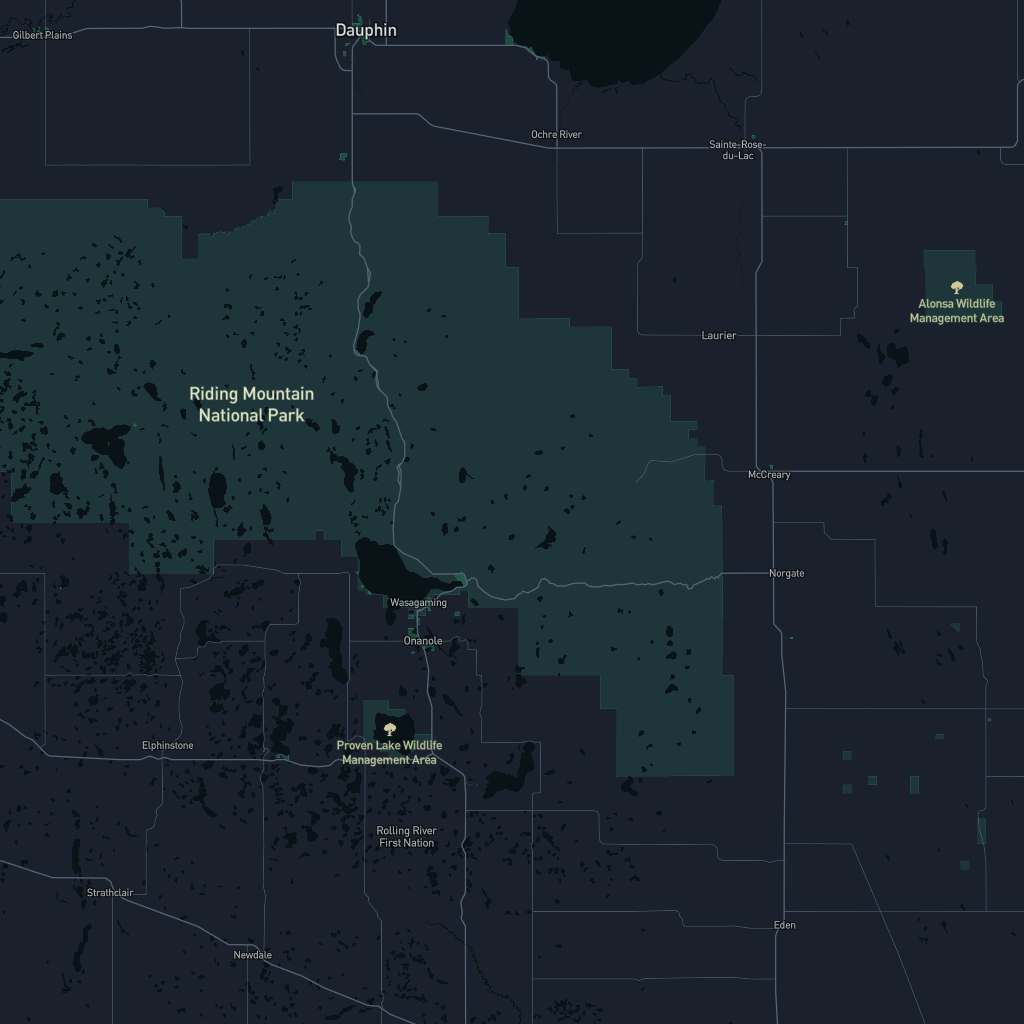 Dauphin
Gilbert Plains
Ochre River
Sainte-Rose-
du-Lac
Alonsa Wildlife
Management Area
Laurier
Riding Mountain
National Park
McCreary
Norgate
Wasagaming
Onanole
Elphinstone
Proven Lake Wildlife
Management Area
Rolling River
First Nation
Strathclair
Eden
Newdale